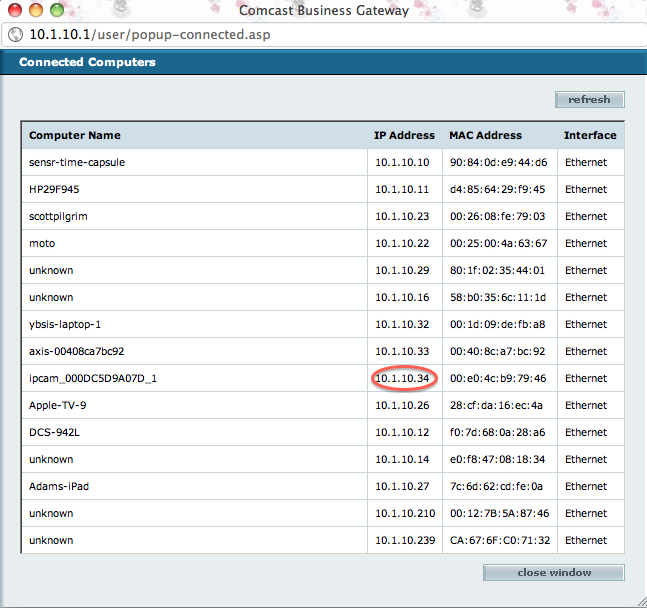 Comcast Business Gateway
10.1.10.1/user/popup-connected.asp
Connected Computers
refresh
Computer Name IP Address MAC Address Interface
sensr-time-capsule 10.1.10.10 90:84:0d:e9:44:d6 Ethernet
HP29F945 10.1.10.11 d4:85:64:29:f9:45 Ethernet
scottpilgrim 10.1.10.23 00:26:08:fe:79:03 Ethernet
moto 10.1.10.22 00:25:00:4a:63:67 Ethernet
unknown 10.1.10.29 80:1f:02:35:44:01 Ethernet
unknown 10.1.10.16 58:b0:35:6c:11:1d Ethernet
ybsis-laptop-1 10.1.10.32 00:1d:09:de:fb:a8 Ethernet
axis-00408ca7bc92 10.1.10.33 00:40:8c:a7:bc:92 Ethernet
ipcam_000DC5D9A07D_1 10.1.10.34 00:e0:4c:b9:79:46 Ethernet
Apple-TV-9 10.1.10.26 28:cf:da:16:ec:4a Ethernet
DCS-942L 10.1.10.12 f0:7d:68:0a:28:a6 Ethernet
unknown 10.1.10.14 e0:f8:47:08:18:34 Ethernet
Adams-iPad 10.1.10.27 7c:6d:62:cd:fe:0a Ethernet
unknown 10.1.10.210 00:12:7B:5A:87:46 Ethernet
unknown 10.1.10.239 CA:67:6F:C0:71:32 Ethernet
close window